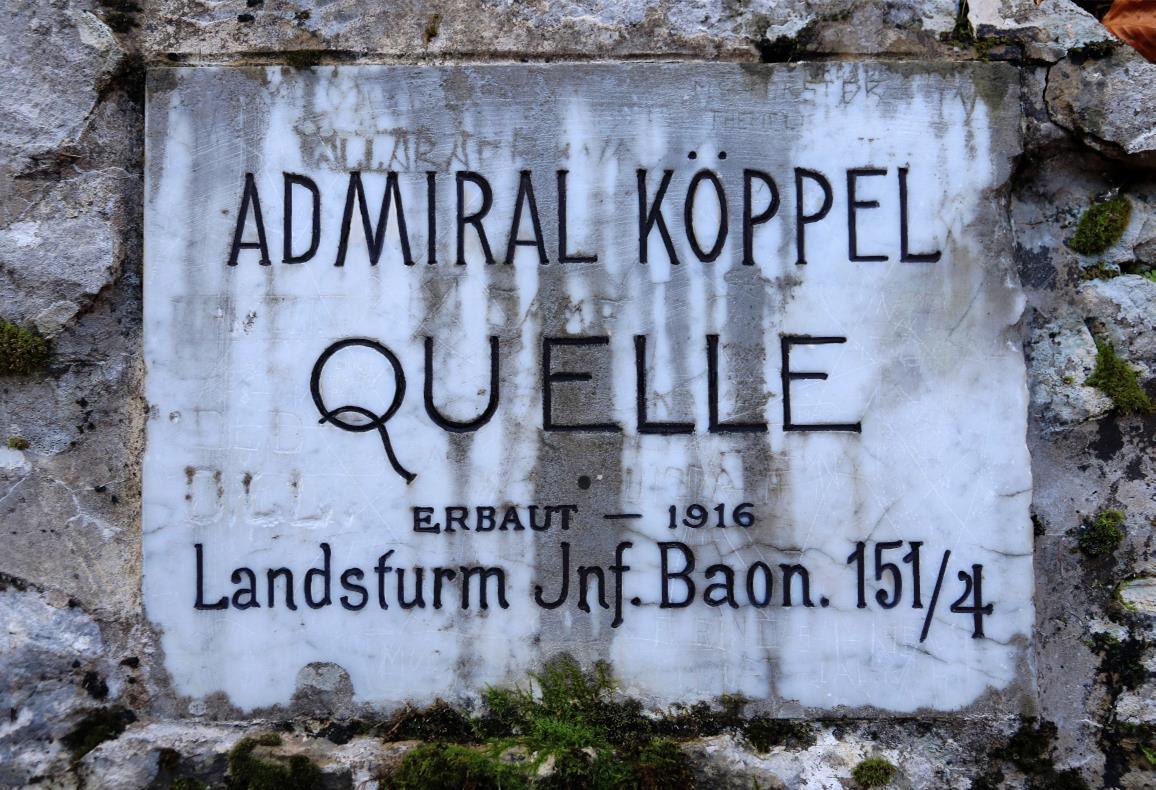 ADMIRAL KÖPPEL
QUELLE
ERBAUT — 1916
Landsturm Jnf. Baon. 151/4